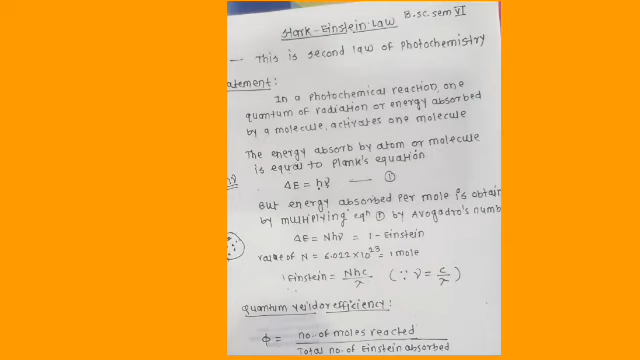 Stark-Einstein-Law B.sc.sem VI
- This is second law of Photochemistry
atement:
In a photochemical reaction, one
quantum of radiation or energy absorbed
by a molecule, activates one molecule
The energy absorb by atom or molecule
is equal to Plank's equation
hν
ΔE = hν — ①
But energy absorbed per mole is obtain
by multiplying eqn ① by Avogadro's numb
ΔE = Nhν = 1-Einstein
value of N = 6.022 × 10^23 = 1 mole
1 Einstein = Nhc/λ (∵ ν = c/λ)
Quantum yeild or efficiency:
ϕ = no. of moles reacted
Total no. of Einstein absorbed